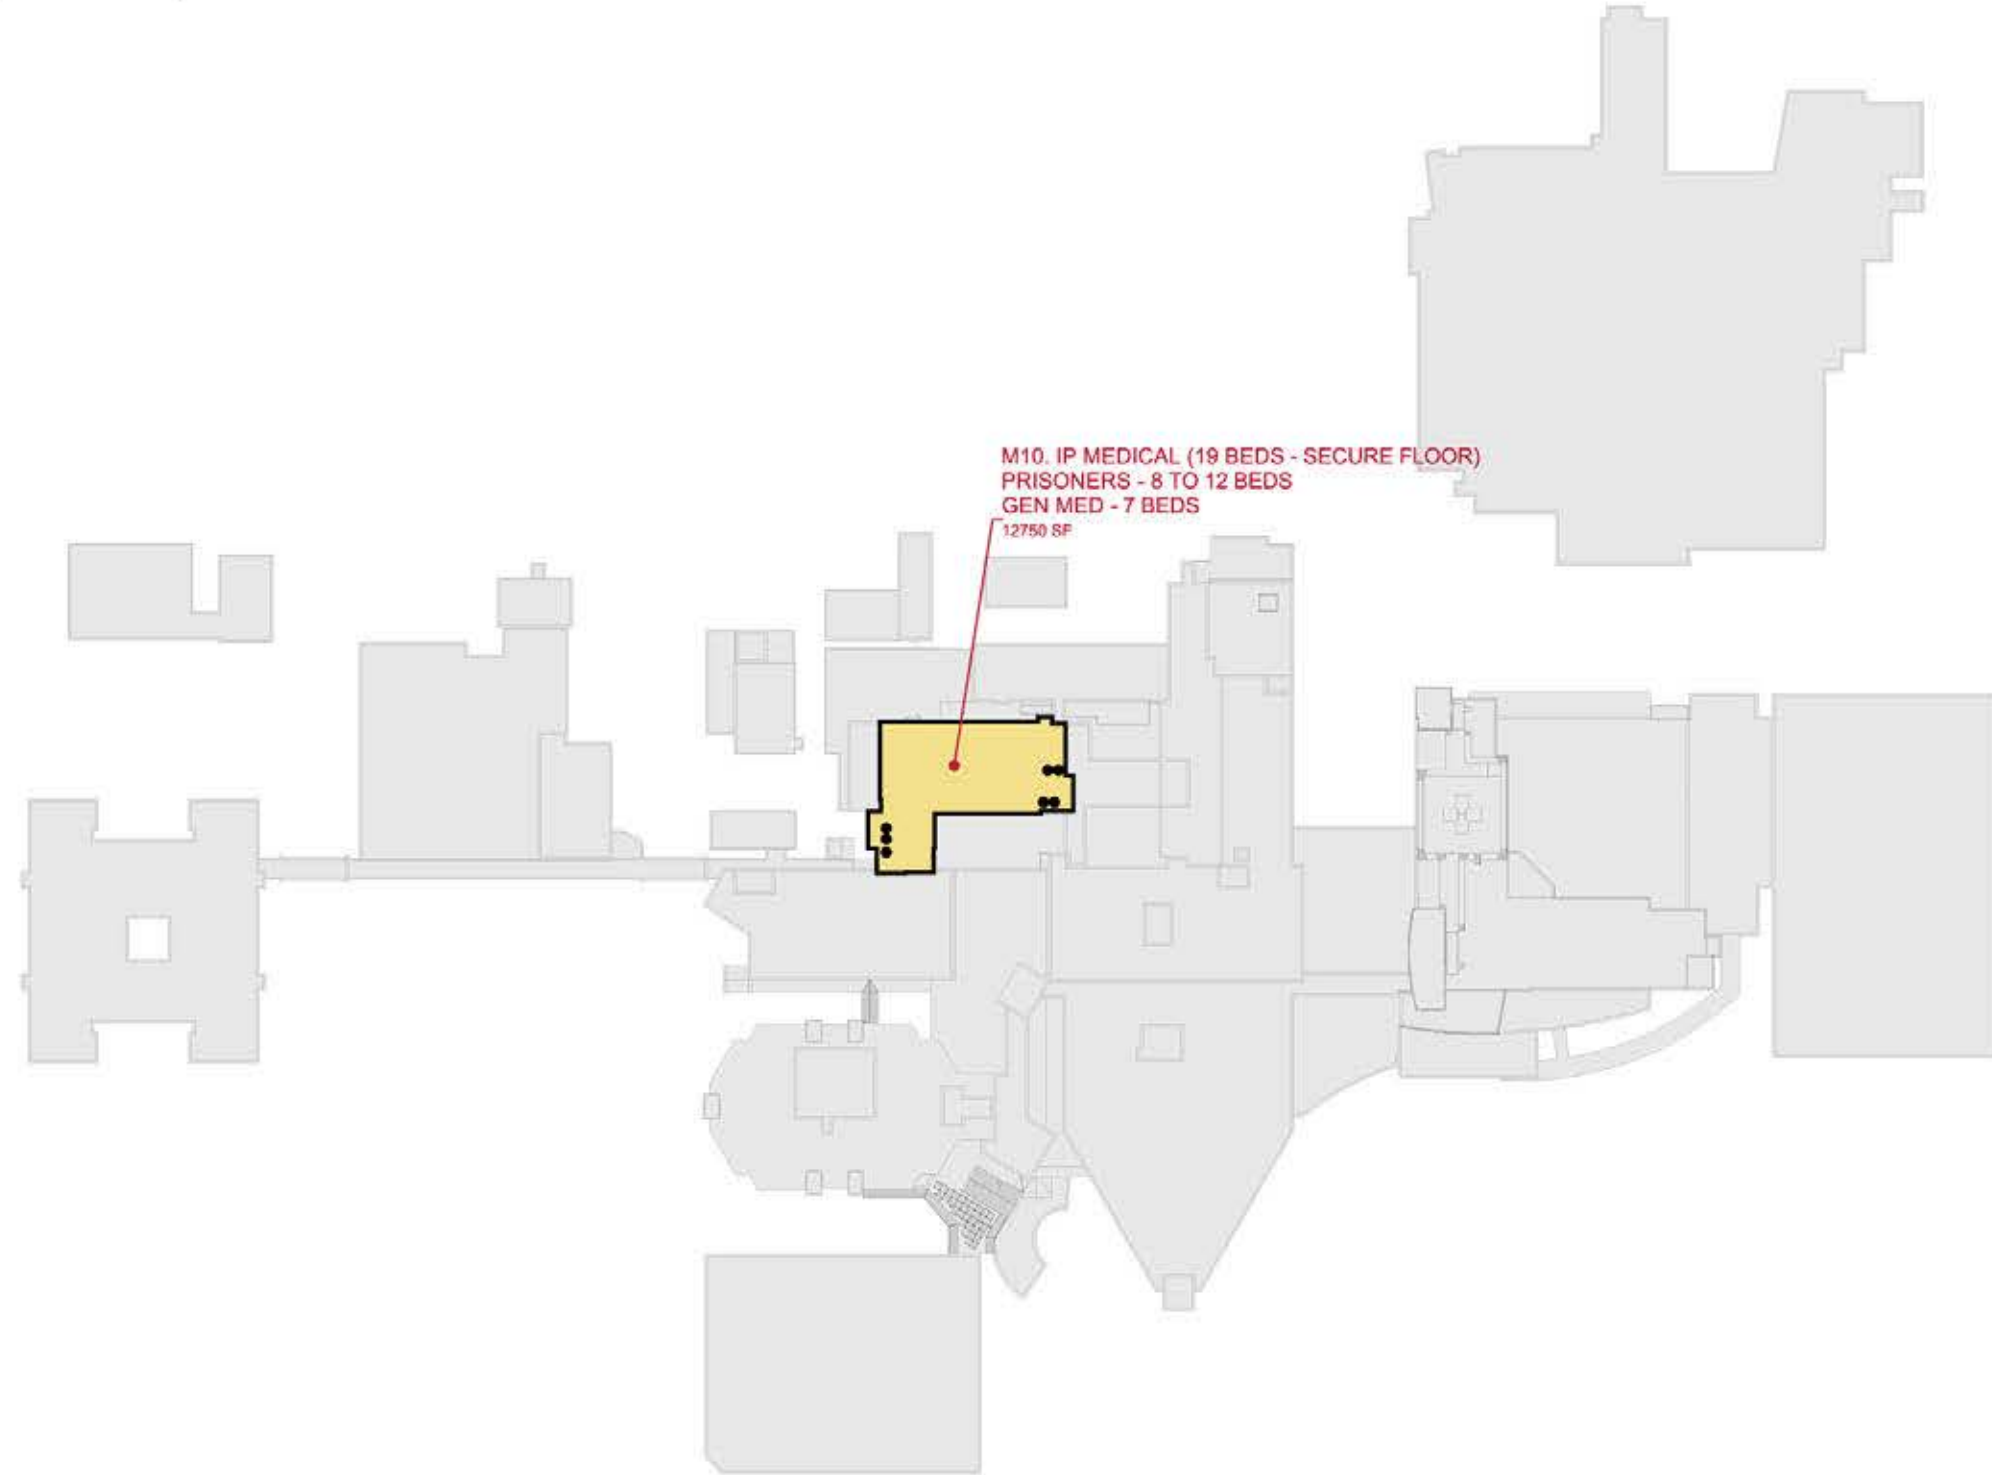 M10. IP MEDICAL (19 BEDS - SECURE FLOOR)
PRISONERS - 8 TO 12 BEDS
GEN MED - 7 BEDS
12750 SF